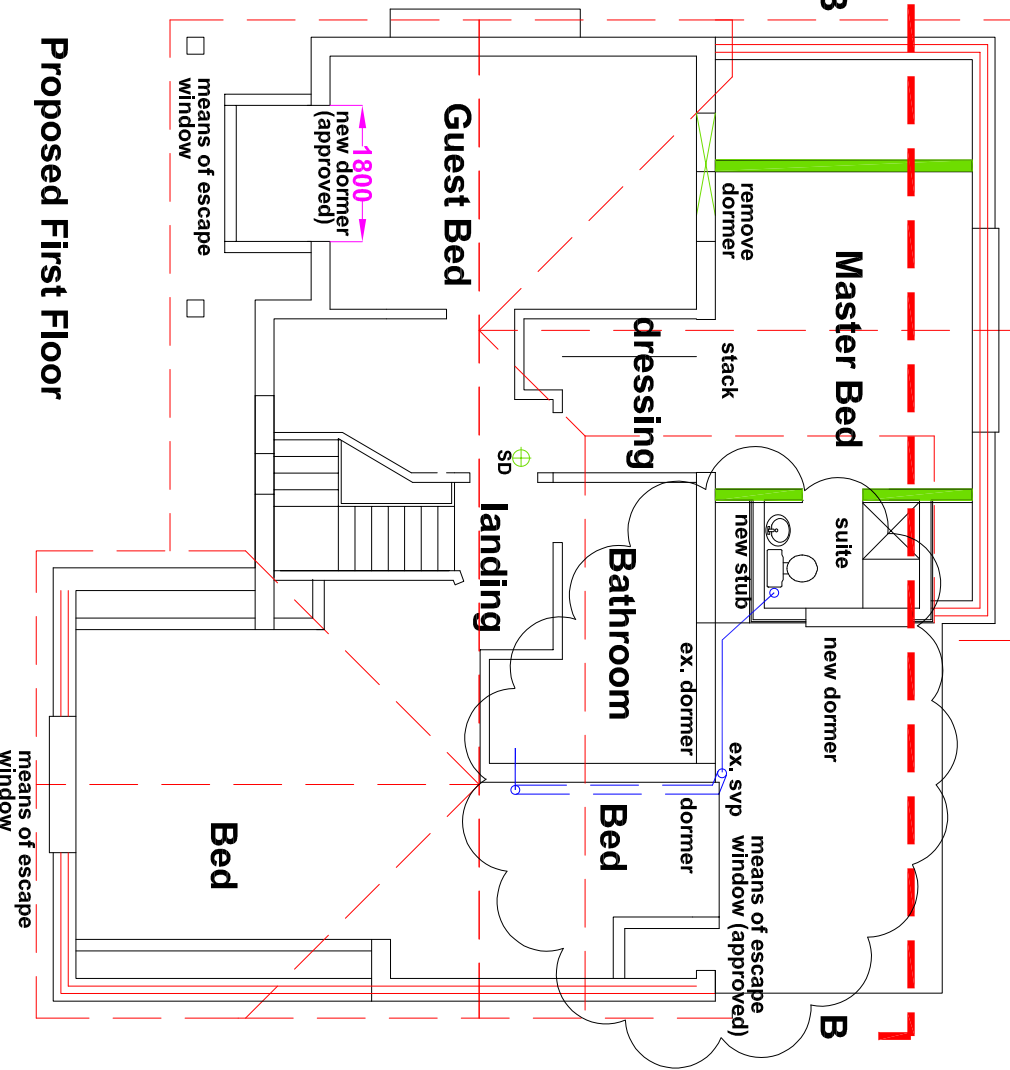 B
Master Bed
remove
dormer
stack
suite
new stub
new dormer
dressing
Guest Bed
1800
new dormer
(approved)
means of escape
window
SD
landing
Bathroom
ex. dormer
ex. svp
dormer
Bed
means of escape
window (approved)
B
Bed
means of escape
window
Proposed First Floor